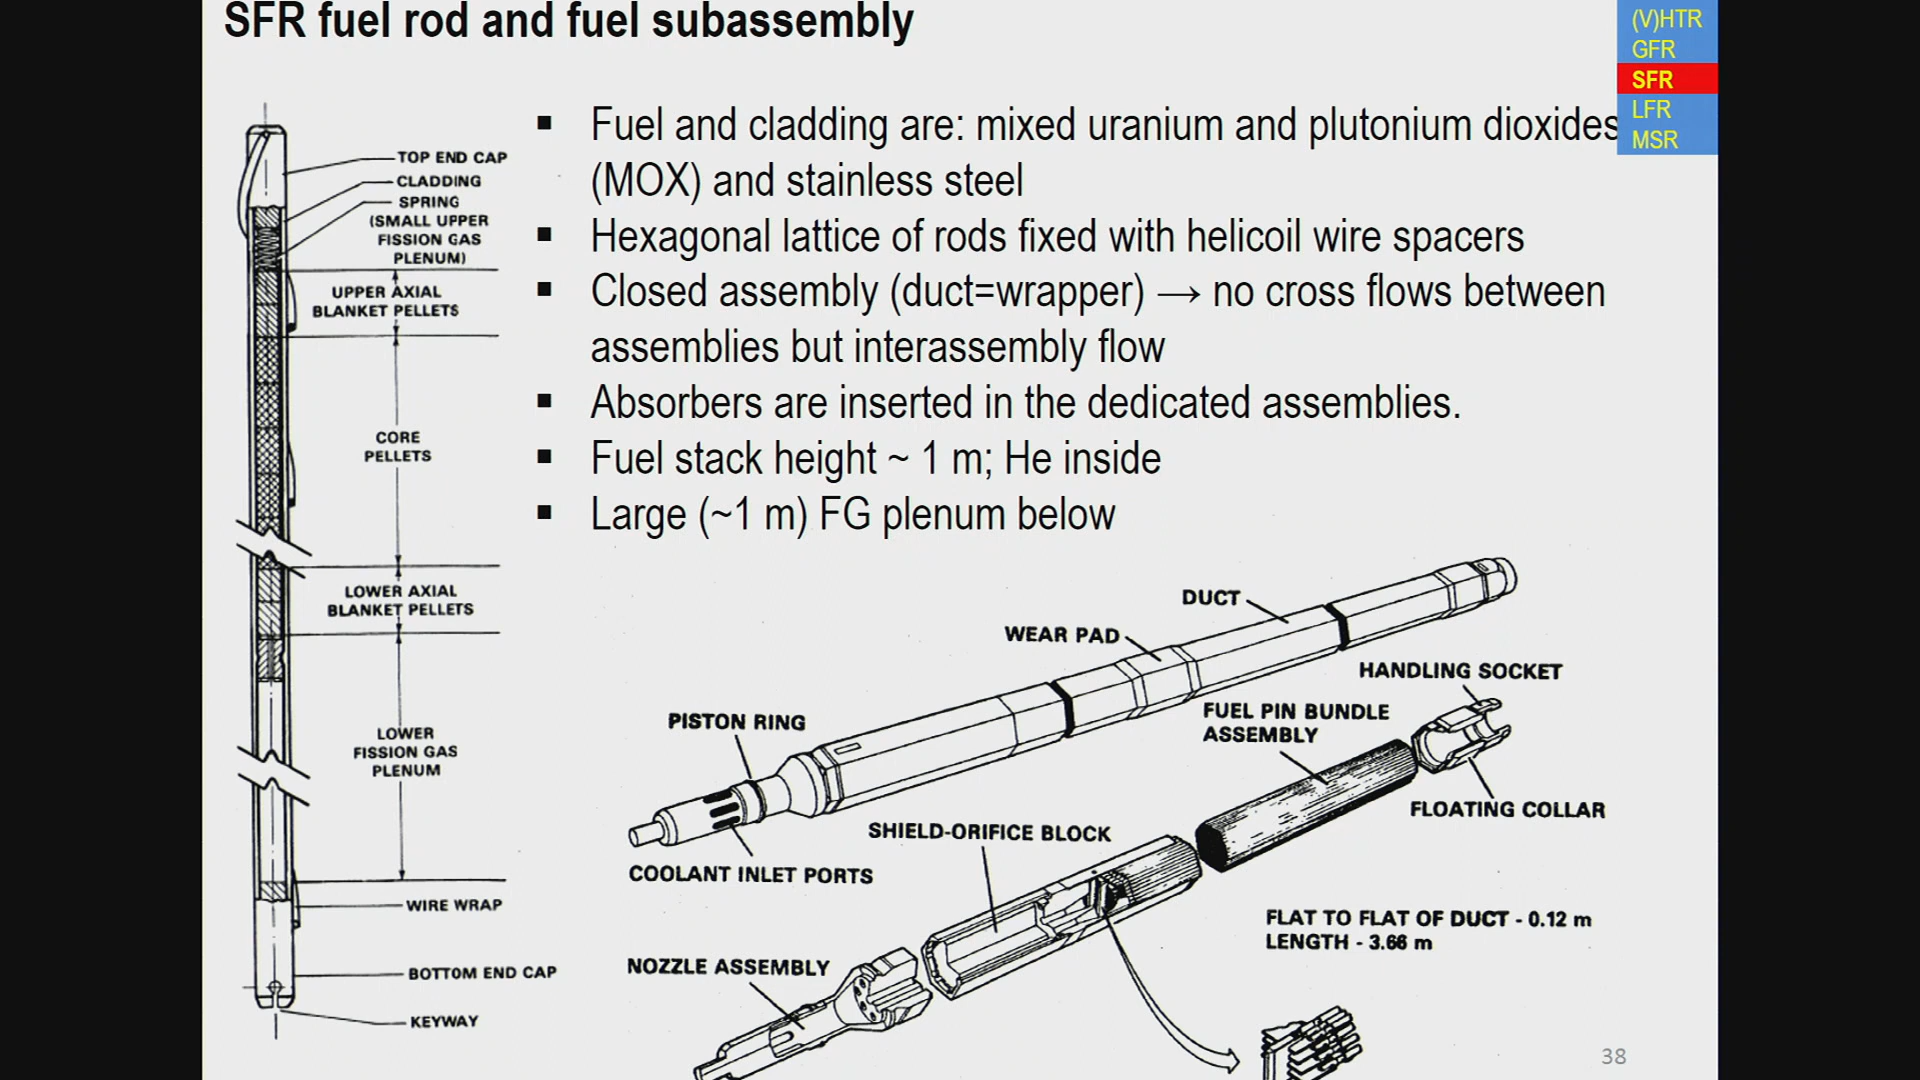 SFR fuel rod and fuel subassembly
(V)HTR
GFR
SFR
LFR
MSR
▪ Fuel and cladding are: mixed uranium and plutonium dioxides
(MOX) and stainless steel
▪ Hexagonal lattice of rods fixed with helicoil wire spacers
▪ Closed assembly (duct=wrapper) → no cross flows between
assemblies but interassembly flow
▪ Absorbers are inserted in the dedicated assemblies.
▪ Fuel stack height ~ 1 m; He inside
▪ Large (~1 m) FG plenum below
TOP END CAP
CLADDING
SPRING
(SMALL UPPER
FISSION GAS
PLENUM)
UPPER AXIAL
BLANKET PELLETS
CORE
PELLETS
LOWER AXIAL
BLANKET PELLETS
LOWER
FISSION GAS
PLENUM
WIRE WRAP
BOTTOM END CAP
KEYWAY
DUCT
WEAR PAD
HANDLING SOCKET
PISTON RING
FUEL PIN BUNDLE
ASSEMBLY
FLOATING COLLAR
SHIELD-ORIFICE BLOCK
COOLANT INLET PORTS
FLAT TO FLAT OF DUCT - 0.12 m
LENGTH - 3.66 m
NOZZLE ASSEMBLY
38